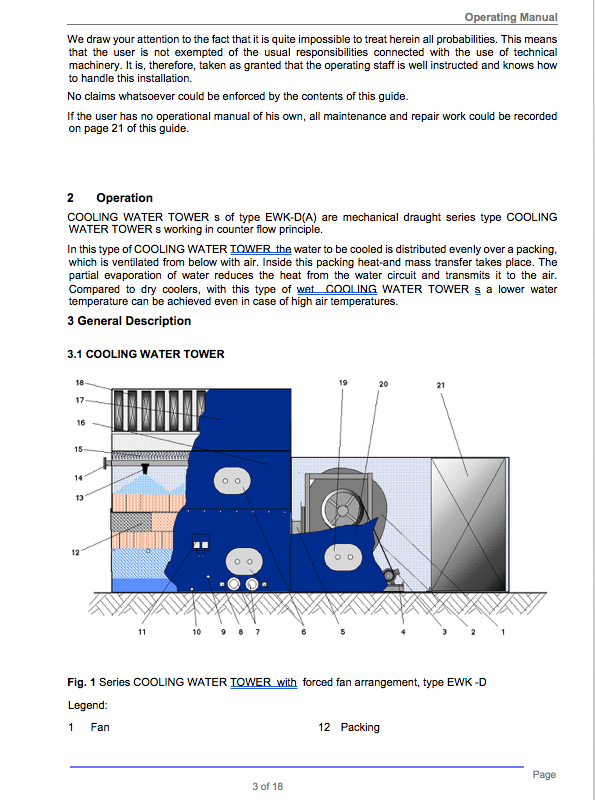 Operating Manual
We draw your attention to the fact that it is quite impossible to treat herein all probabilities. This means
that the user is not exempted of the usual responsibilities connected with the use of technical
machinery. It is, therefore, taken as granted that the operating staff is well instructed and knows how
to handle this installation.
No claims whatsoever could be enforced by the contents of this guide.
If the user has no operational manual of his own, all maintenance and repair work could be recorded
on page 21 of this guide.
2 Operation
COOLING WATER TOWER s of type EWK-D(A) are mechanical draught series type COOLING
WATER TOWER s working in counter flow principle.
In this type of COOLING WATER TOWER the water to be cooled is distributed evenly over a packing,
which is ventilated from below with air. Inside this packing heat-and mass transfer takes place. The
partial evaporation of water reduces the heat from the water circuit and transmits it to the air.
Compared to dry coolers, with this type of wet COOLING WATER TOWER s a lower water
temperature can be achieved even in case of high air temperatures.
3 General Description
3.1 COOLING WATER TOWER
18
19
20
21
17
16
15
14
13
12
11
10
9
8
7
6
5
4
3
2
1
Fig. 1 Series COOLING WATER TOWER with forced fan arrangement, type EWK -D
Legend:
1 Fan
12 Packing
Page
3 of 18